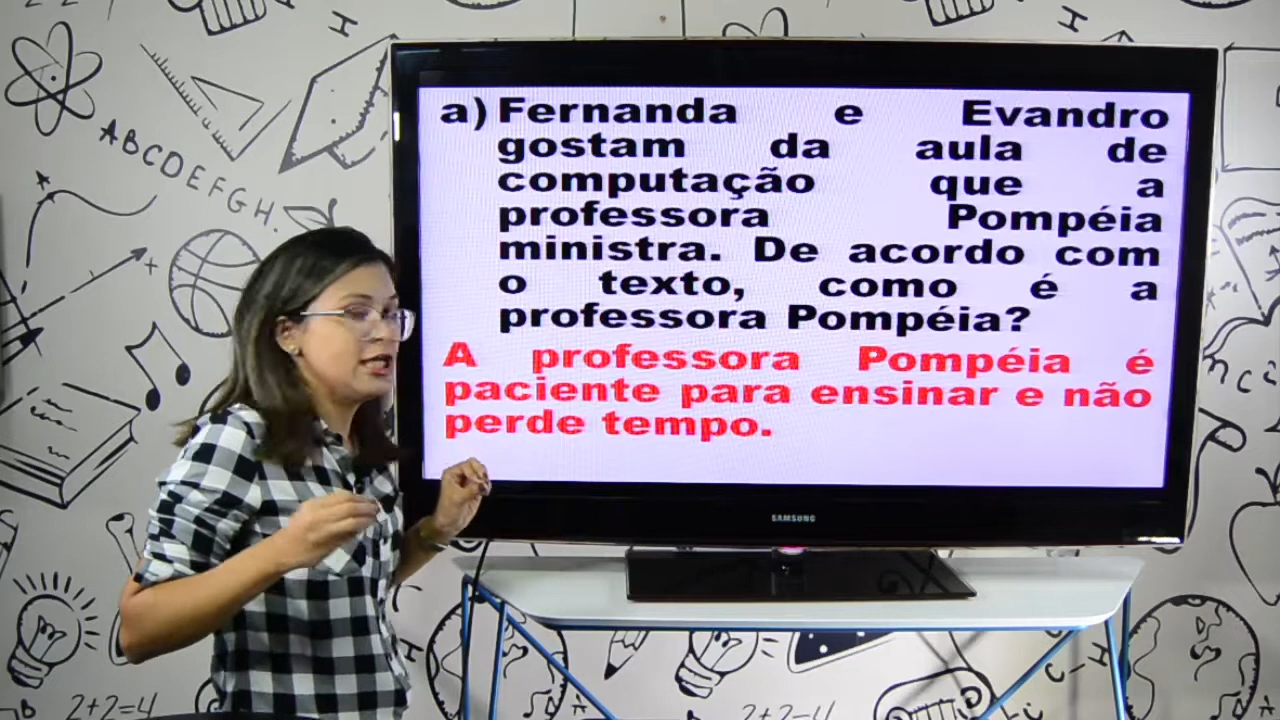 a) Fernanda e Evandro
gostam da aula de
computação que a
professora Pompéia
ministra. De acordo com
o texto, como é a
professora Pompéia?
A professora Pompéia é
paciente para ensinar e não
perde tempo.
SAMSUNG
ABCDEFGH.
2+2=4
2+2=4